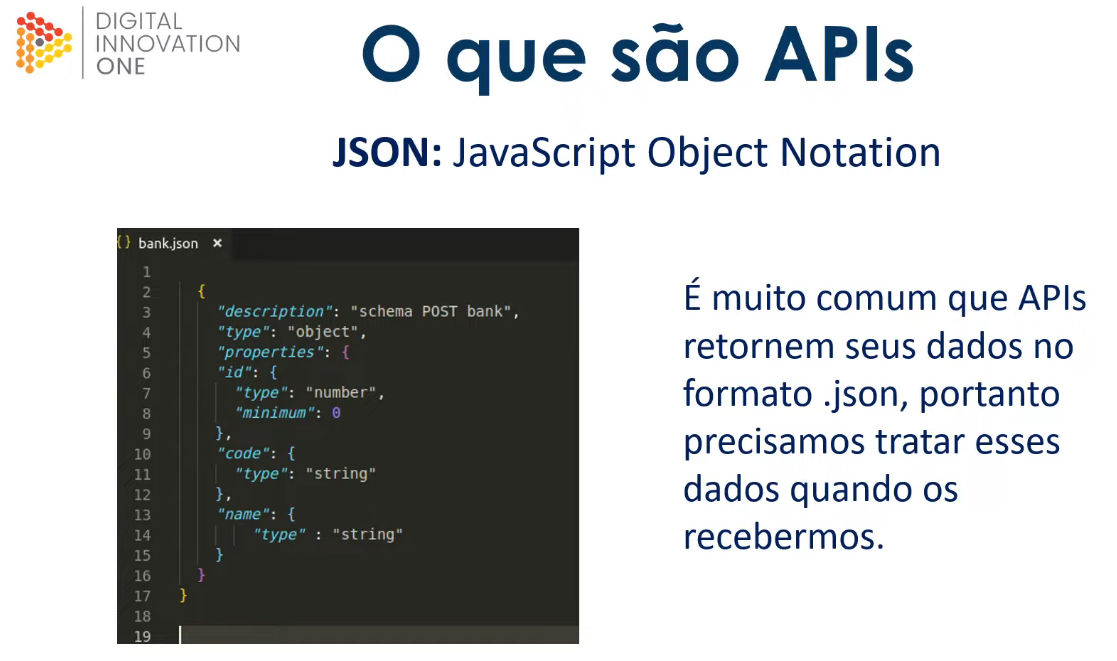 DIGITAL
INNOVATION
ONE
O que são APIs
JSON: JavaScript Object Notation
{} bank.json ×
1
2 {
3 "description": "schema POST bank",
4 "type": "object",
5 "properties": {
6 "id": {
7 "type": "number",
8 "minimum": 0
9 },
10 "code": {
11 "type": "string"
12 },
13 "name": {
14 "type" : "string"
15 }
16 }
17 }
18
19
É muito comum que APIs
retornem seus dados no
formato .json, portanto
precisamos tratar esses
dados quando os
recebermos.